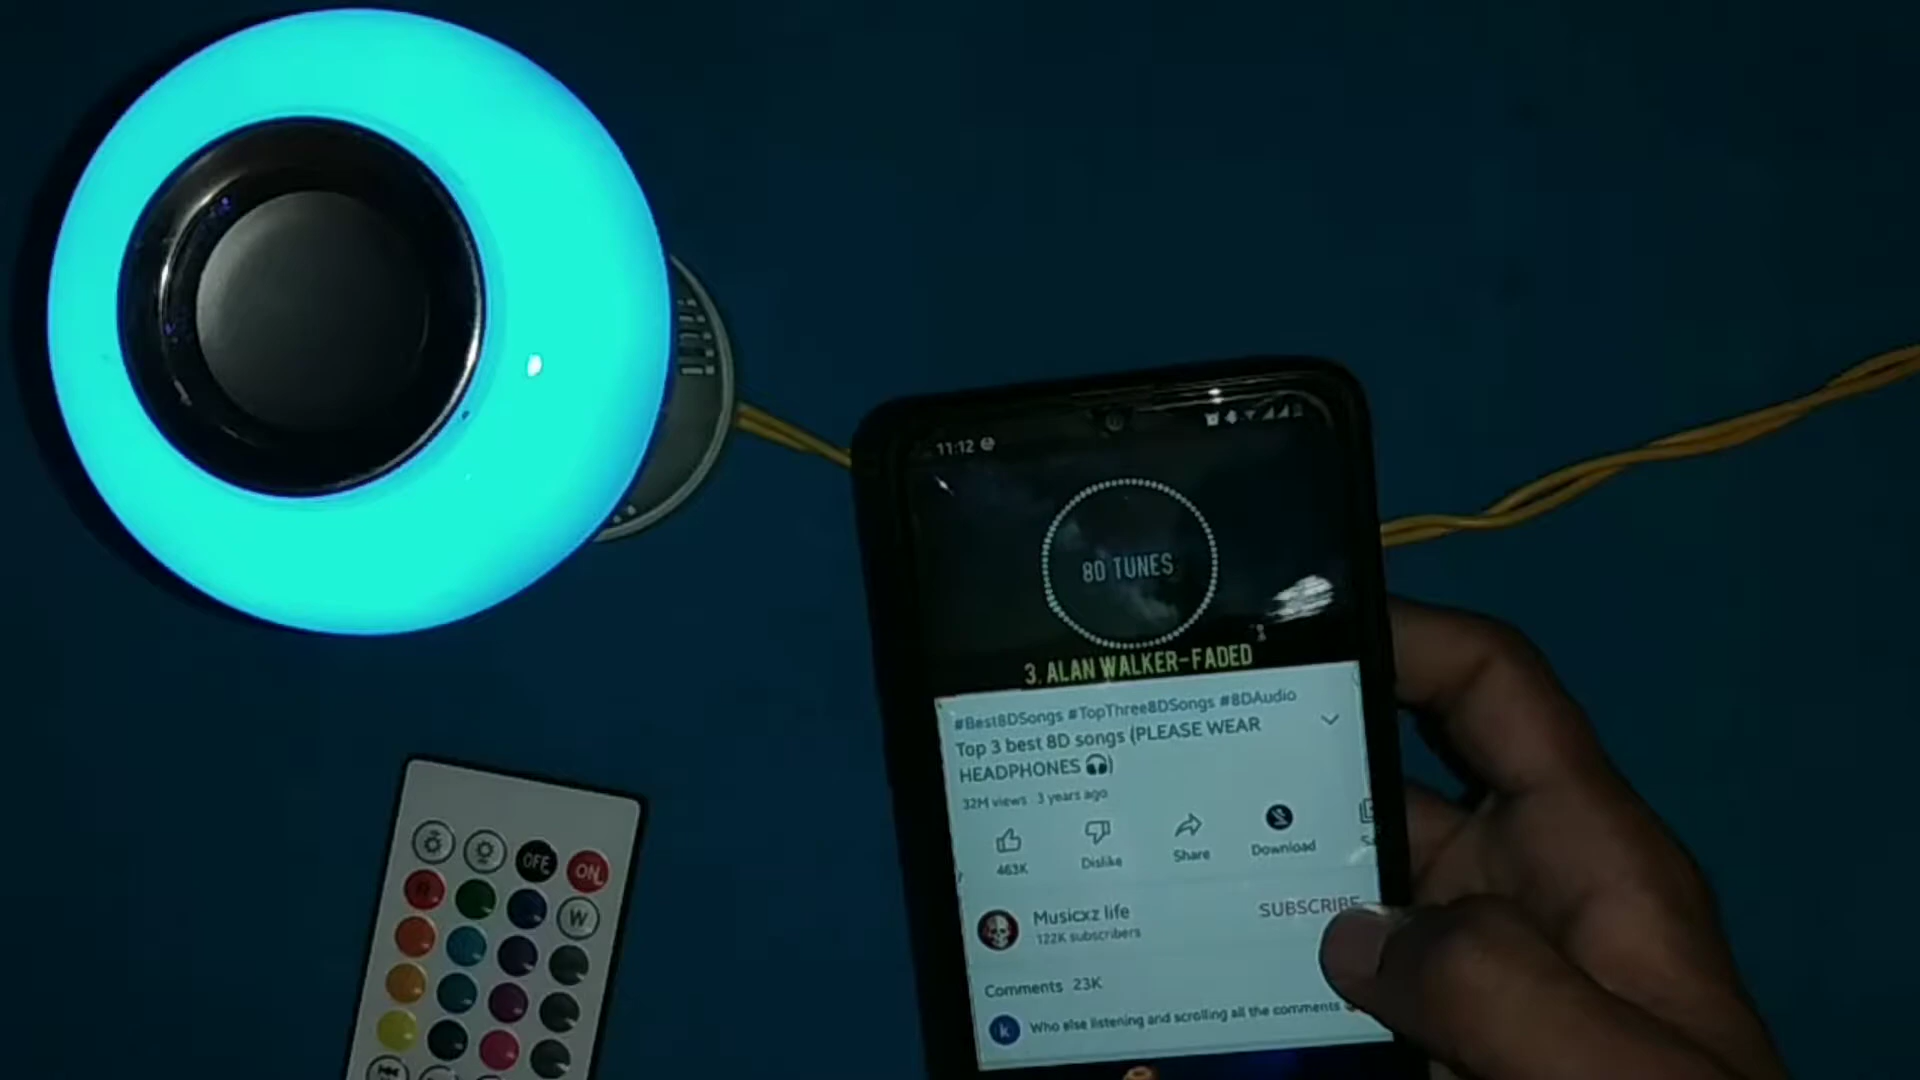 11:12
8D TUNES
3. ALAN WALKER-FADED
#Best8DSongs #TopThree8DSongs #8DAudio
Top 3 best 8D songs (PLEASE WEAR
HEADPHONES 🎧)
32M views 3 years ago
463K
Dislike
Share
Download
Musicxz life
122K subscribers
SUBSCRIBE
Comments 23K
k
Who else listening and scrolling all the comments
OFF
ON
R
W